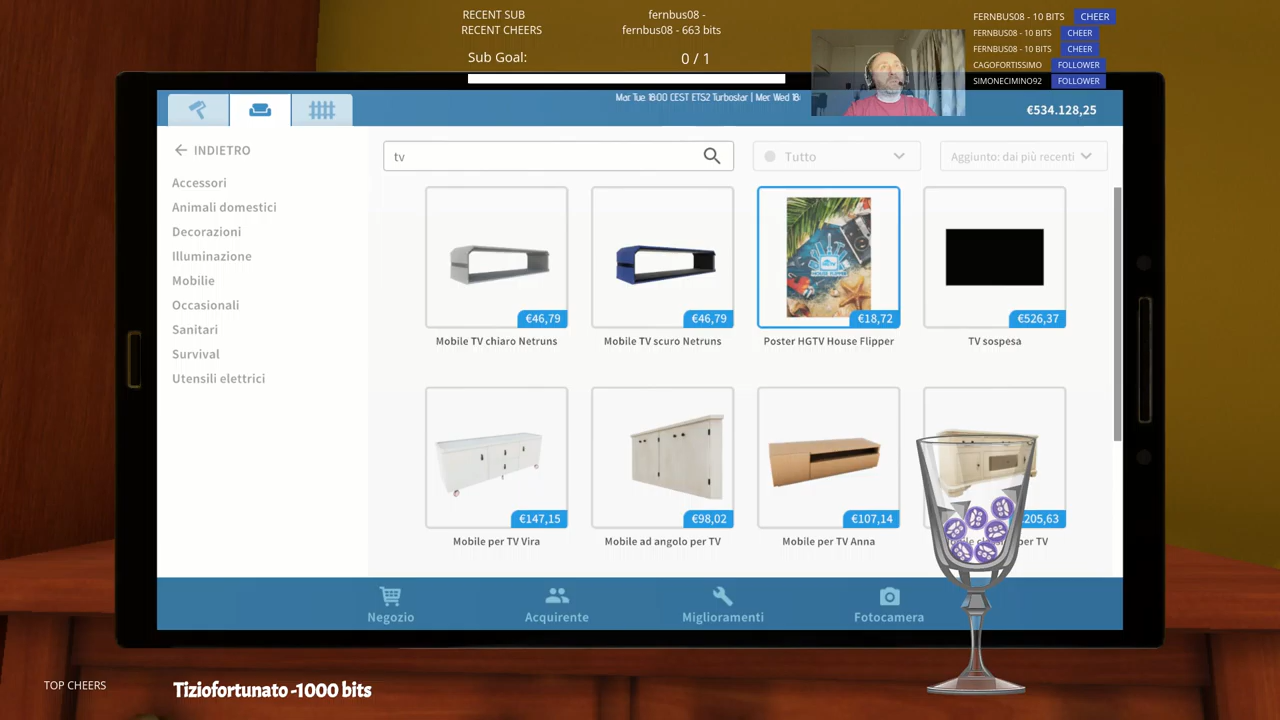 RECENT SUB
fernbus08 -
RECENT CHEERS
fernbus08 - 663 bits
Sub Goal:
0 / 1
FERNBUS08 - 10 BITS CHEER
FERNBUS08 - 10 BITS CHEER
FERNBUS08 - 10 BITS CHEER
CAGOFORTISSIMO FOLLOWER
SIMONECIMINO92 FOLLOWER
Mar, Tue 18:00 CEST ETS2 Turbostar | Mer, Wed 18:
€534.128,25
INDIETRO
tv
Tutto
Aggiunto: dai più recenti
Accessori
Animali domestici
Decorazioni
Illuminazione
Mobilie
Occasionali
Sanitari
Survival
Utensili elettrici
€46,79
€46,79
HOUSE FLIPPER
€18,72
€526,37
Mobile TV chiaro Netruns
Mobile TV scuro Netruns
Poster HGTV House Flipper
TV sospesa
€147,15
€98,02
€107,14
205,63
Mobile per TV Vira
Mobile ad angolo per TV
Mobile per TV Anna
per TV
Negozio
Acquirente
Miglioramenti
Fotocamera
TOP CHEERS
Tiziofortunato -1000 bits